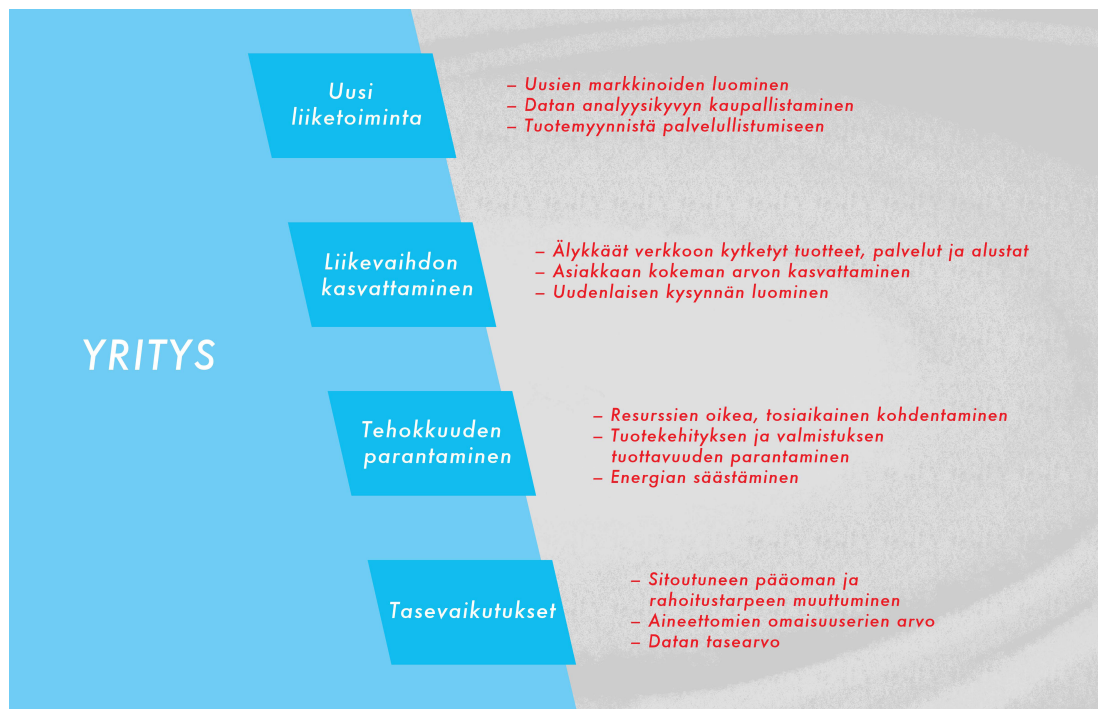 YRITYS
Uusi
liiketoiminta
– Uusien markkinoiden luominen
– Datan analyysikyvyn kaupallistaminen
– Tuotemyynnistä palvelullistumiseen
Liikevaihdon
kasvattaminen
– Älykkäät verkkoon kytketyt tuotteet, palvelut ja alustat
– Asiakkaan kokeman arvon kasvattaminen
– Uudenlaisen kysynnän luominen
Tehokkuuden
parantaminen
– Resurssien oikea, tosiaikainen kohdentaminen
– Tuotekehityksen ja valmistuksen
tuottavuuden parantaminen
– Energian säästäminen
Tasevaikutukset
– Sitoutuneen pääoman ja
rahoitustarpeen muuttuminen
– Aineettomien omaisuuserien arvo
– Datan tasearvo